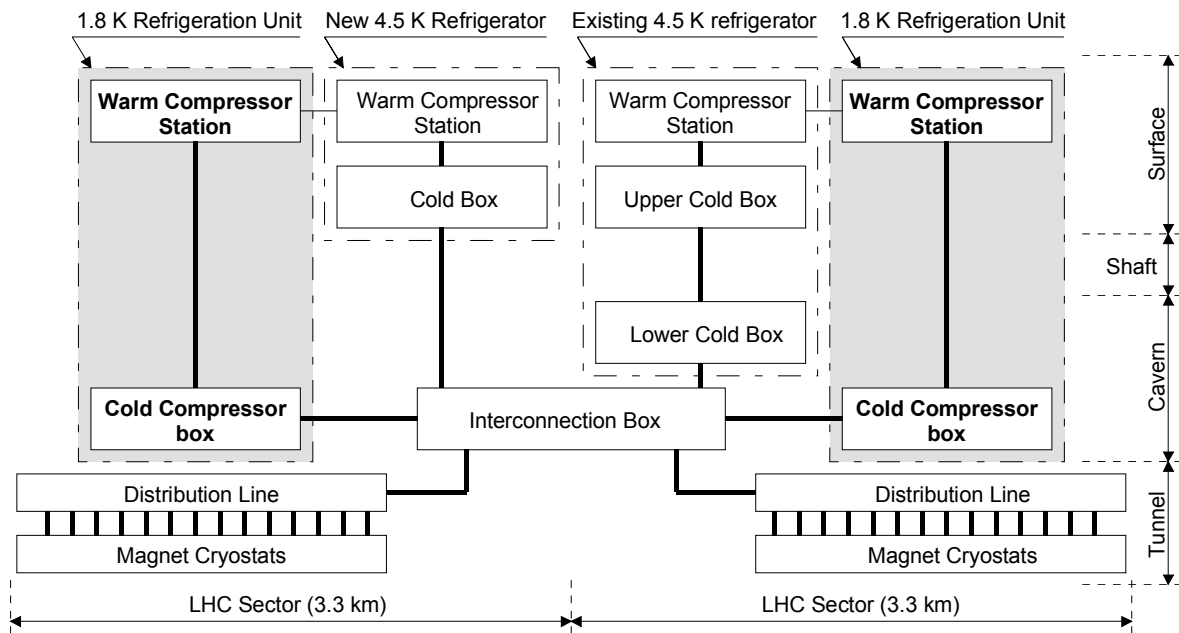 1.8 K Refrigeration Unit
New 4.5 K Refrigerator
Existing 4.5 K refrigerator
1.8 K Refrigeration Unit
Warm Compressor
Station
Warm Compressor
Station
Warm Compressor
Station
Warm Compressor
Station
Surface
Cold Box
Upper Cold Box
Shaft
Lower Cold Box
Cavern
Cold Compressor
box
Interconnection Box
Cold Compressor
box
Distribution Line
Distribution Line
Tunnel
Magnet Cryostats
Magnet Cryostats
LHC Sector (3.3 km)
LHC Sector (3.3 km)